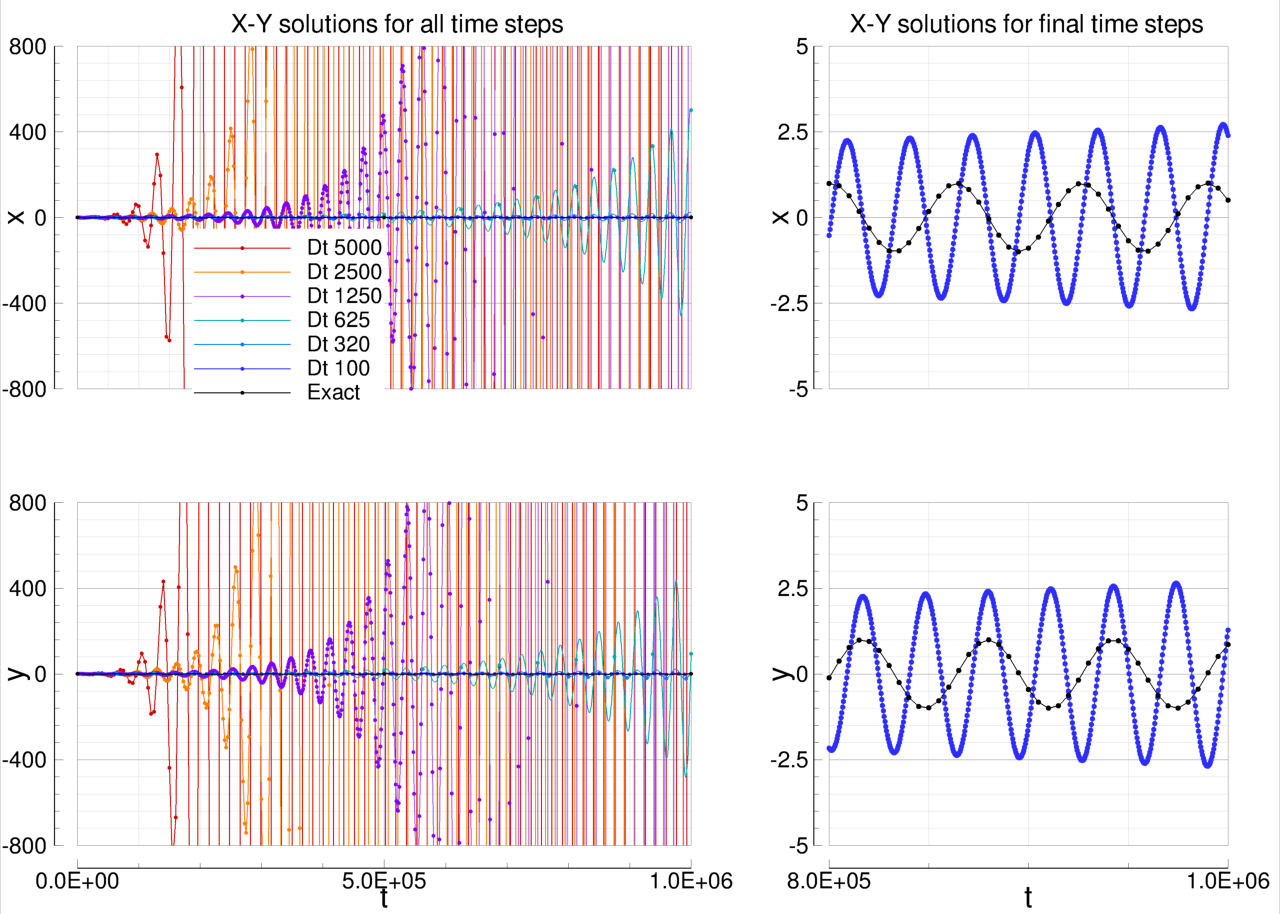 X-Y solutions for all time steps
X-Y solutions for final time steps
800
400
0
-400
-800
x
Dt 5000
Dt 2500
Dt 1250
Dt 625
Dt 320
Dt 100
Exact
5
2.5
0
-2.5
-5
x
800
400
0
-400
-800
y
0.0E+00
5.0E+05
1.0E+06
t
5
2.5
0
-2.5
-5
y
8.0E+05
1.0E+06
t